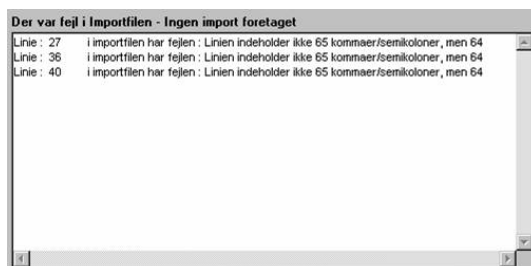 Der var fejl i Importfilen - Ingen import foretaget
Linie : 27 i importfilen har fejlen : Linien indeholder ikke 65 kommaer/semikoloner, men 64
Linie : 36 i importfilen har fejlen : Linien indeholder ikke 65 kommaer/semikoloner, men 64
Linie : 40 i importfilen har fejlen : Linien indeholder ikke 65 kommaer/semikoloner, men 64